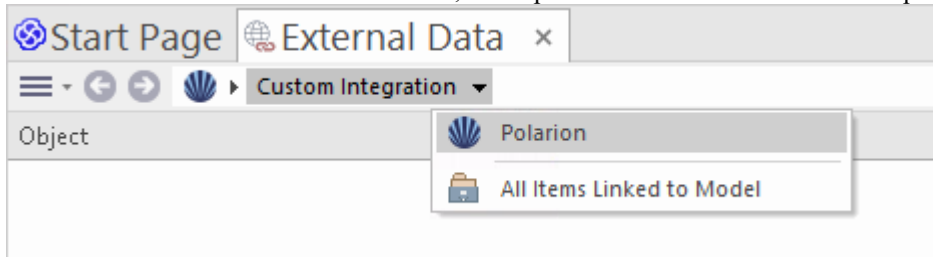 Start Page External Data ×
Custom Integration
Object
Polarion
All Items Linked to Model